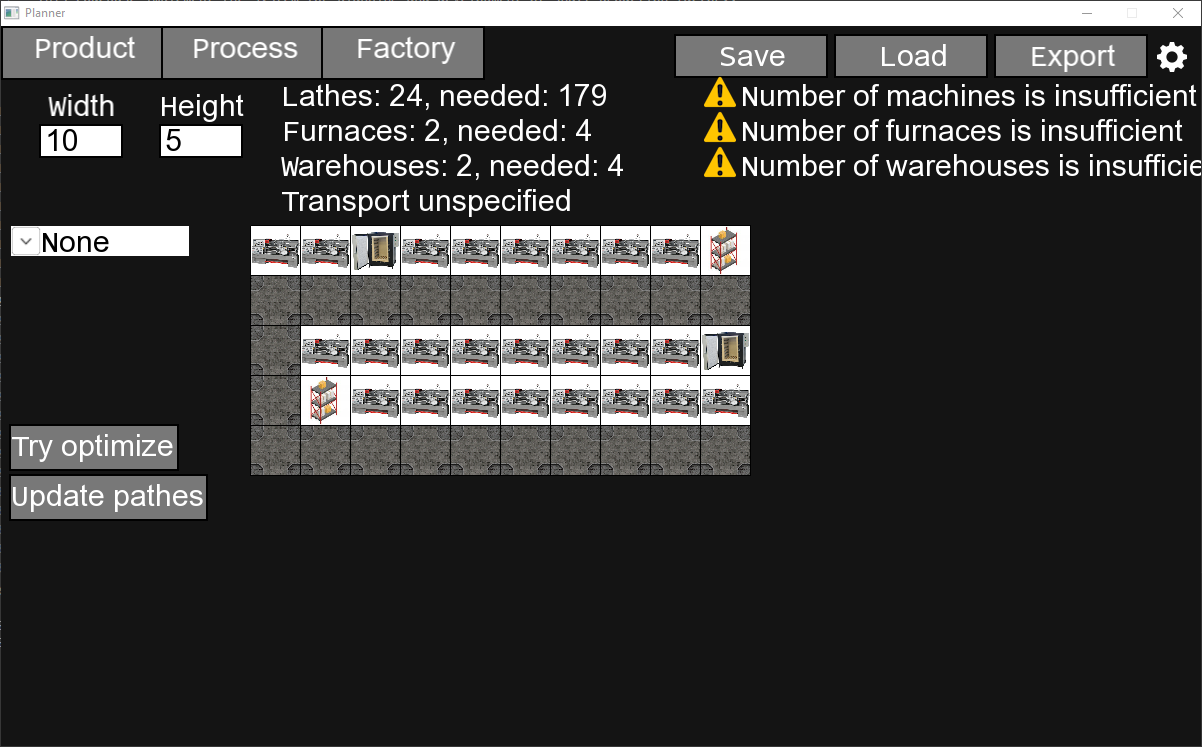 Planner
Product Process Factory
Save Load Export
Width Height
10 5
Lathes: 24, needed: 179
Furnaces: 2, needed: 4
Warehouses: 2, needed: 4
Transport unspecified
Number of machines is insufficient
Number of furnaces is insufficient
Number of warehouses is insufficie
None
Try optimize
Update pathes